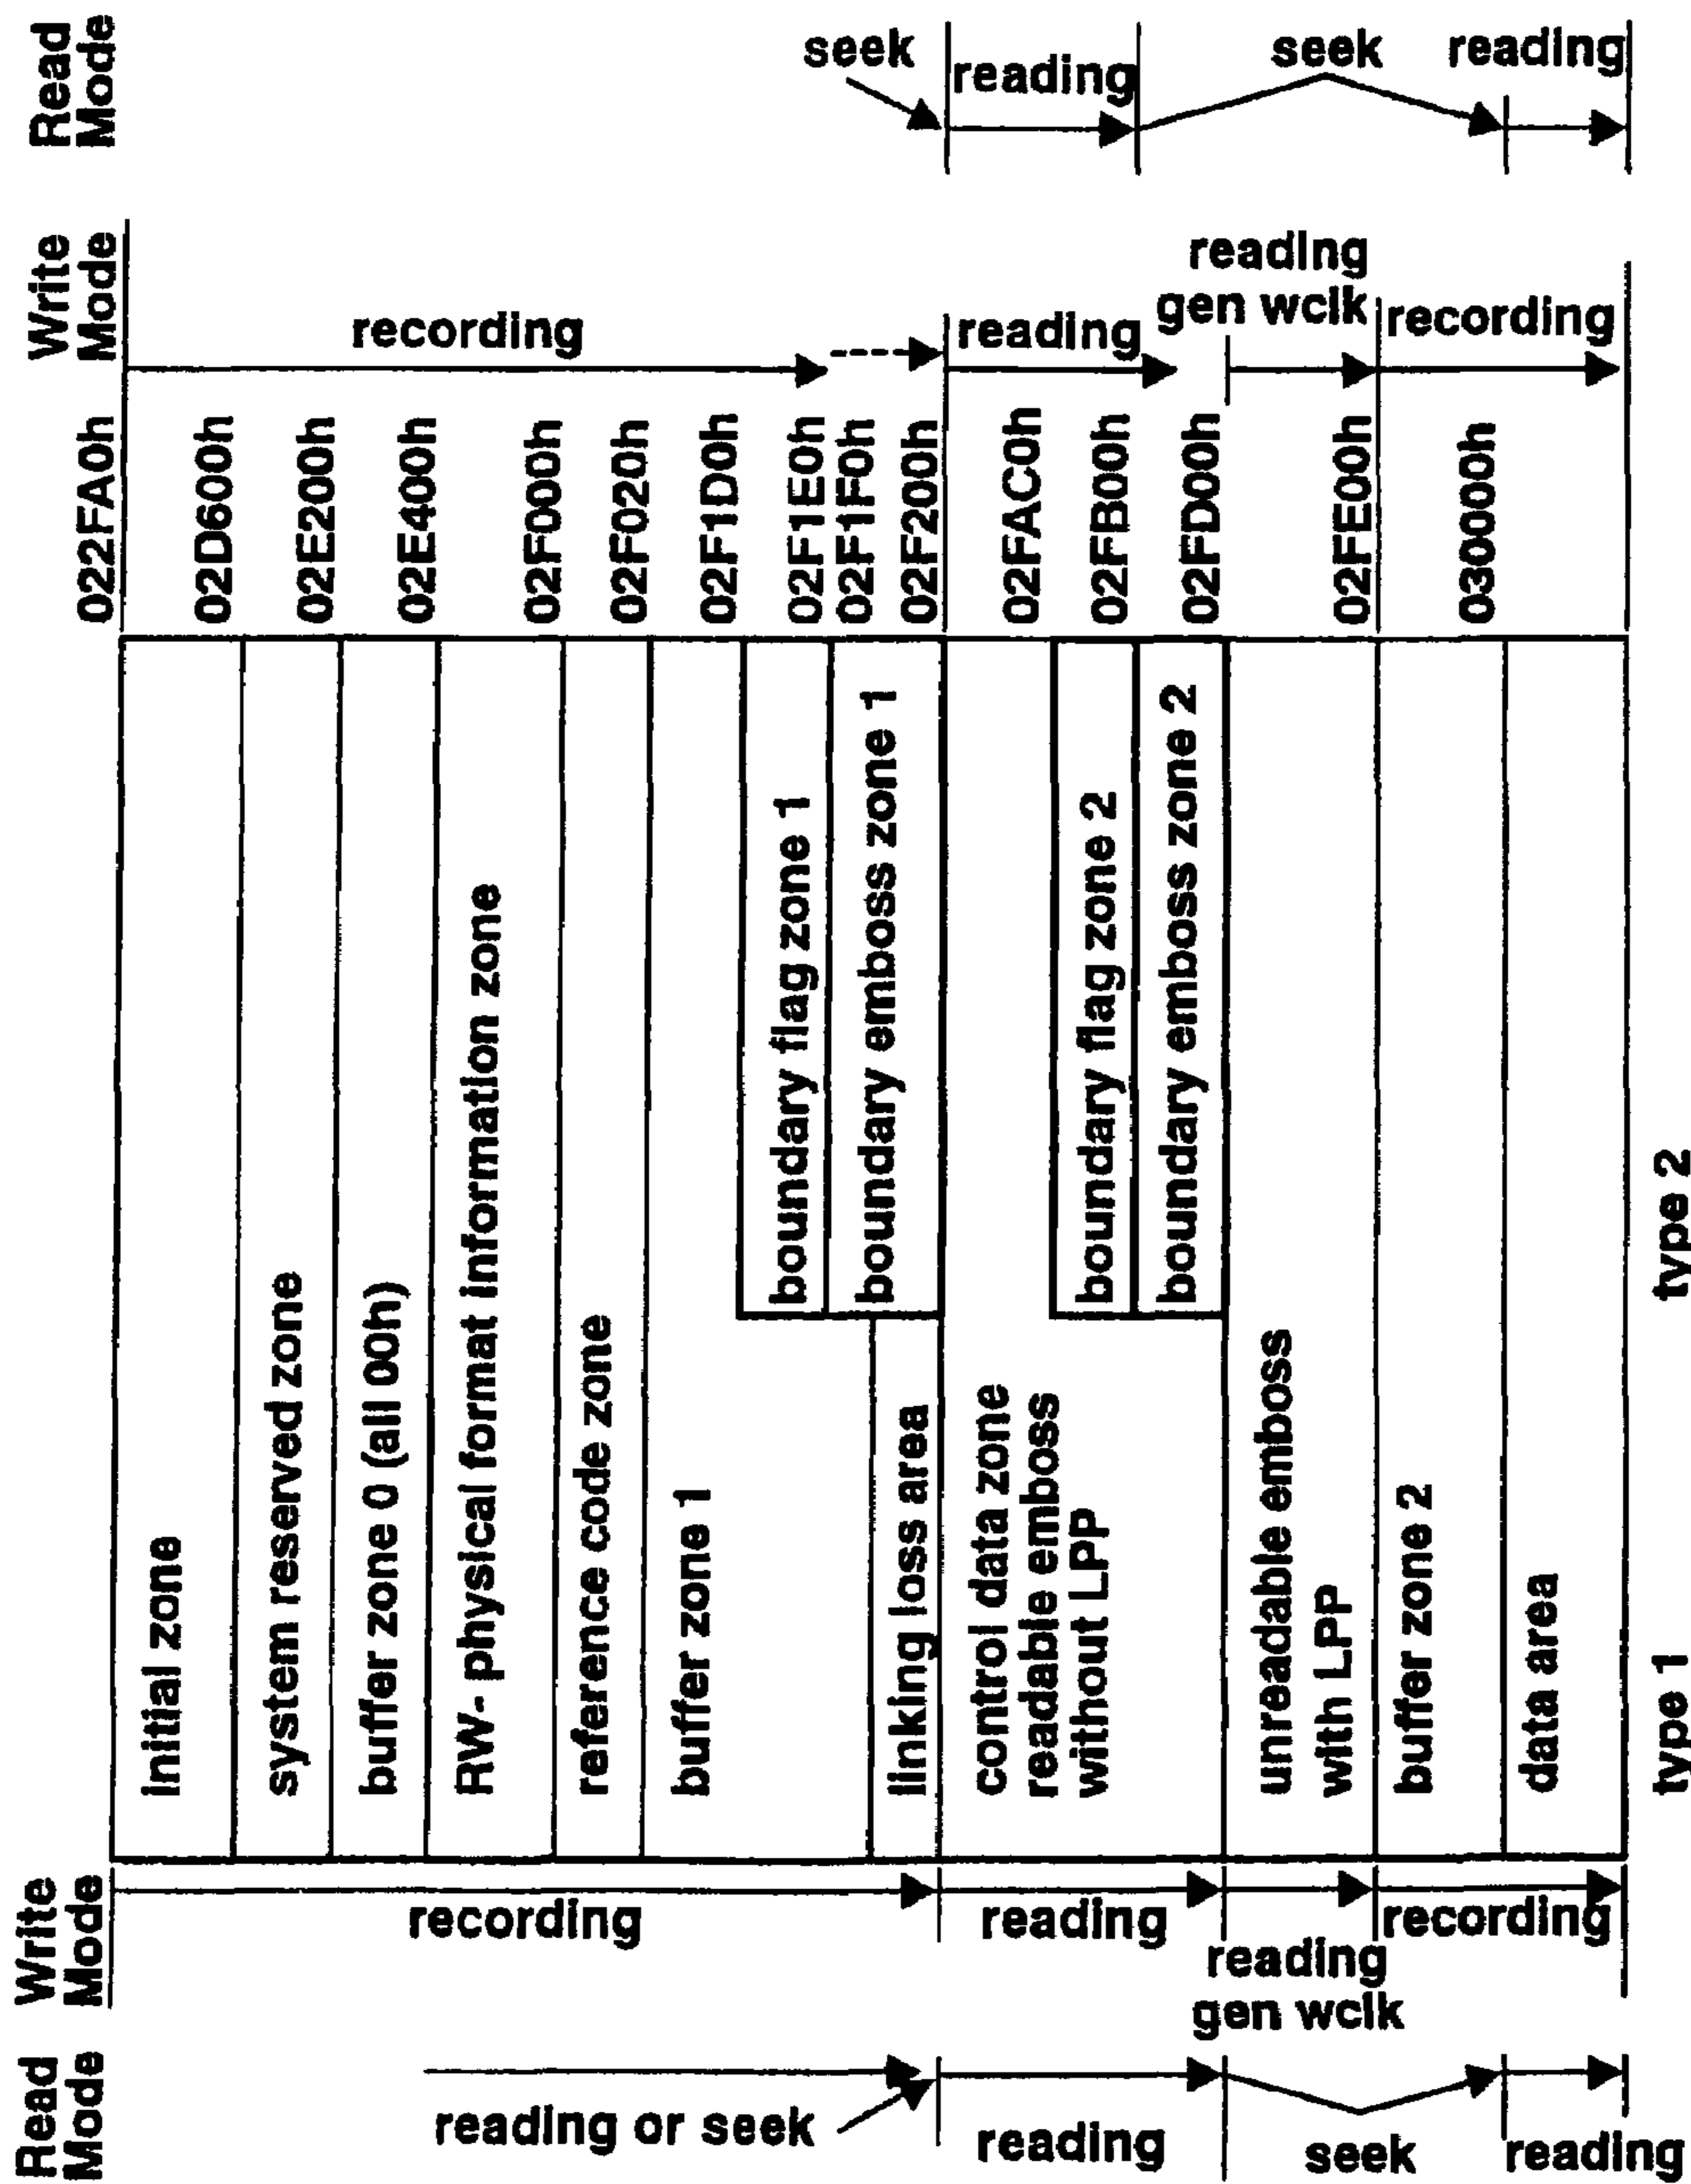 Read
Mode
seek
reading
seek
reading
Write
Mode
recording
reading
reading
gen wclk
recording
022FA0h
02D600h
02E200h
02E400h
02F000h
02F020h
02F1D0h
02F1E0h
02F1F0h
02F200h
02FAC0h
02FB00h
02FD00h
02FE00h
030000h
initial zone
system reserved zone
buffer zone 0 (all 00h)
RW- physical format information zone
reference code zone
buffer zone 1
boundary flag zone 1
boundary emboss zone 1
linking loss area
control data zone
readable emboss
without LPP
boundary flag zone 2
boundary emboss zone 2
unreadable emboss
with LPP
buffer zone 2
data area
type 1
type 2
Write
Mode
recording
reading
reading
gen wclk
recording
Read
Mode
reading or seek
reading
seek
reading